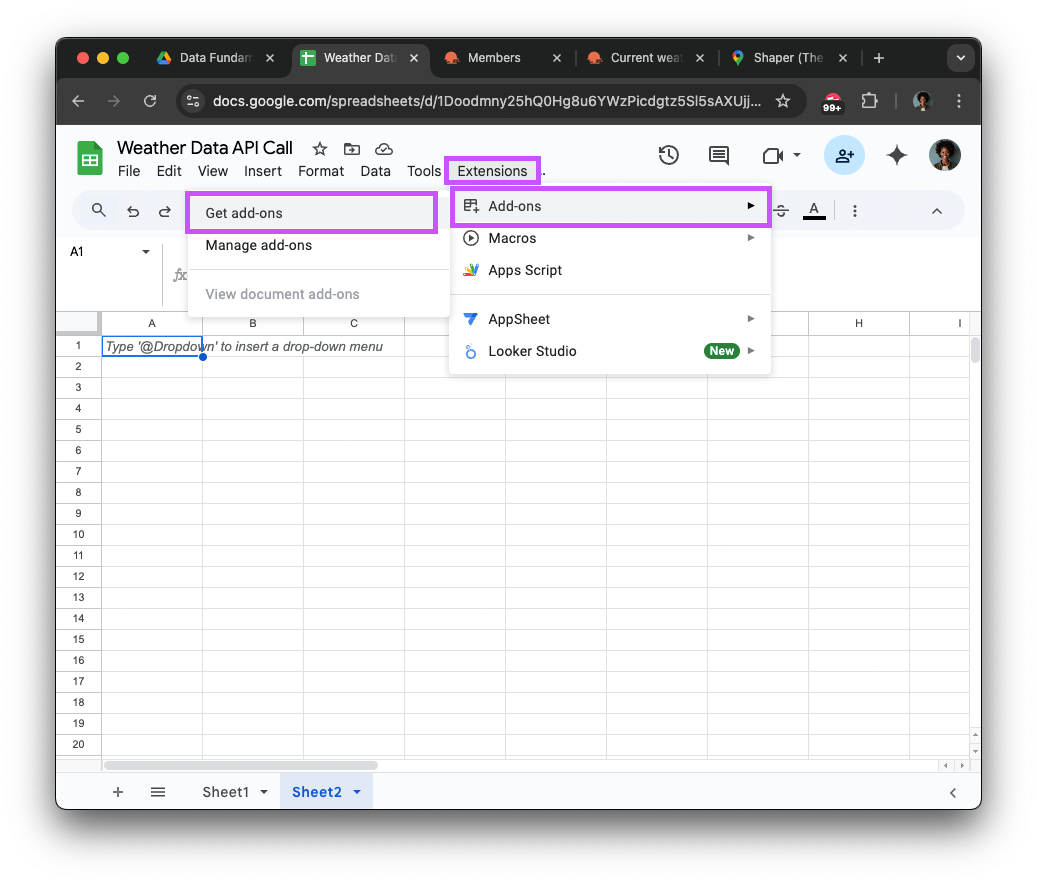 Data Fundam
Weather Data
Members
Current weat
Shaper (The
docs.google.com/spreadsheets/d/1Doodmny25hQ0Hg8u6YWzPicdgtz5Sl5sAXUjj...
99+
Weather Data API Call
File Edit View Insert Format Data Tools Extensions
Get add-ons
Manage add-ons
View document add-ons
Add-ons
Macros
Apps Script
AppSheet
Looker Studio New
A
A1
fx
A B C H I
1 Type '@Dropdown' to insert a drop-down menu
2
3
4
5
6
7
8
9
10
11
12
13
14
15
16
17
18
19
20
Sheet1 Sheet2